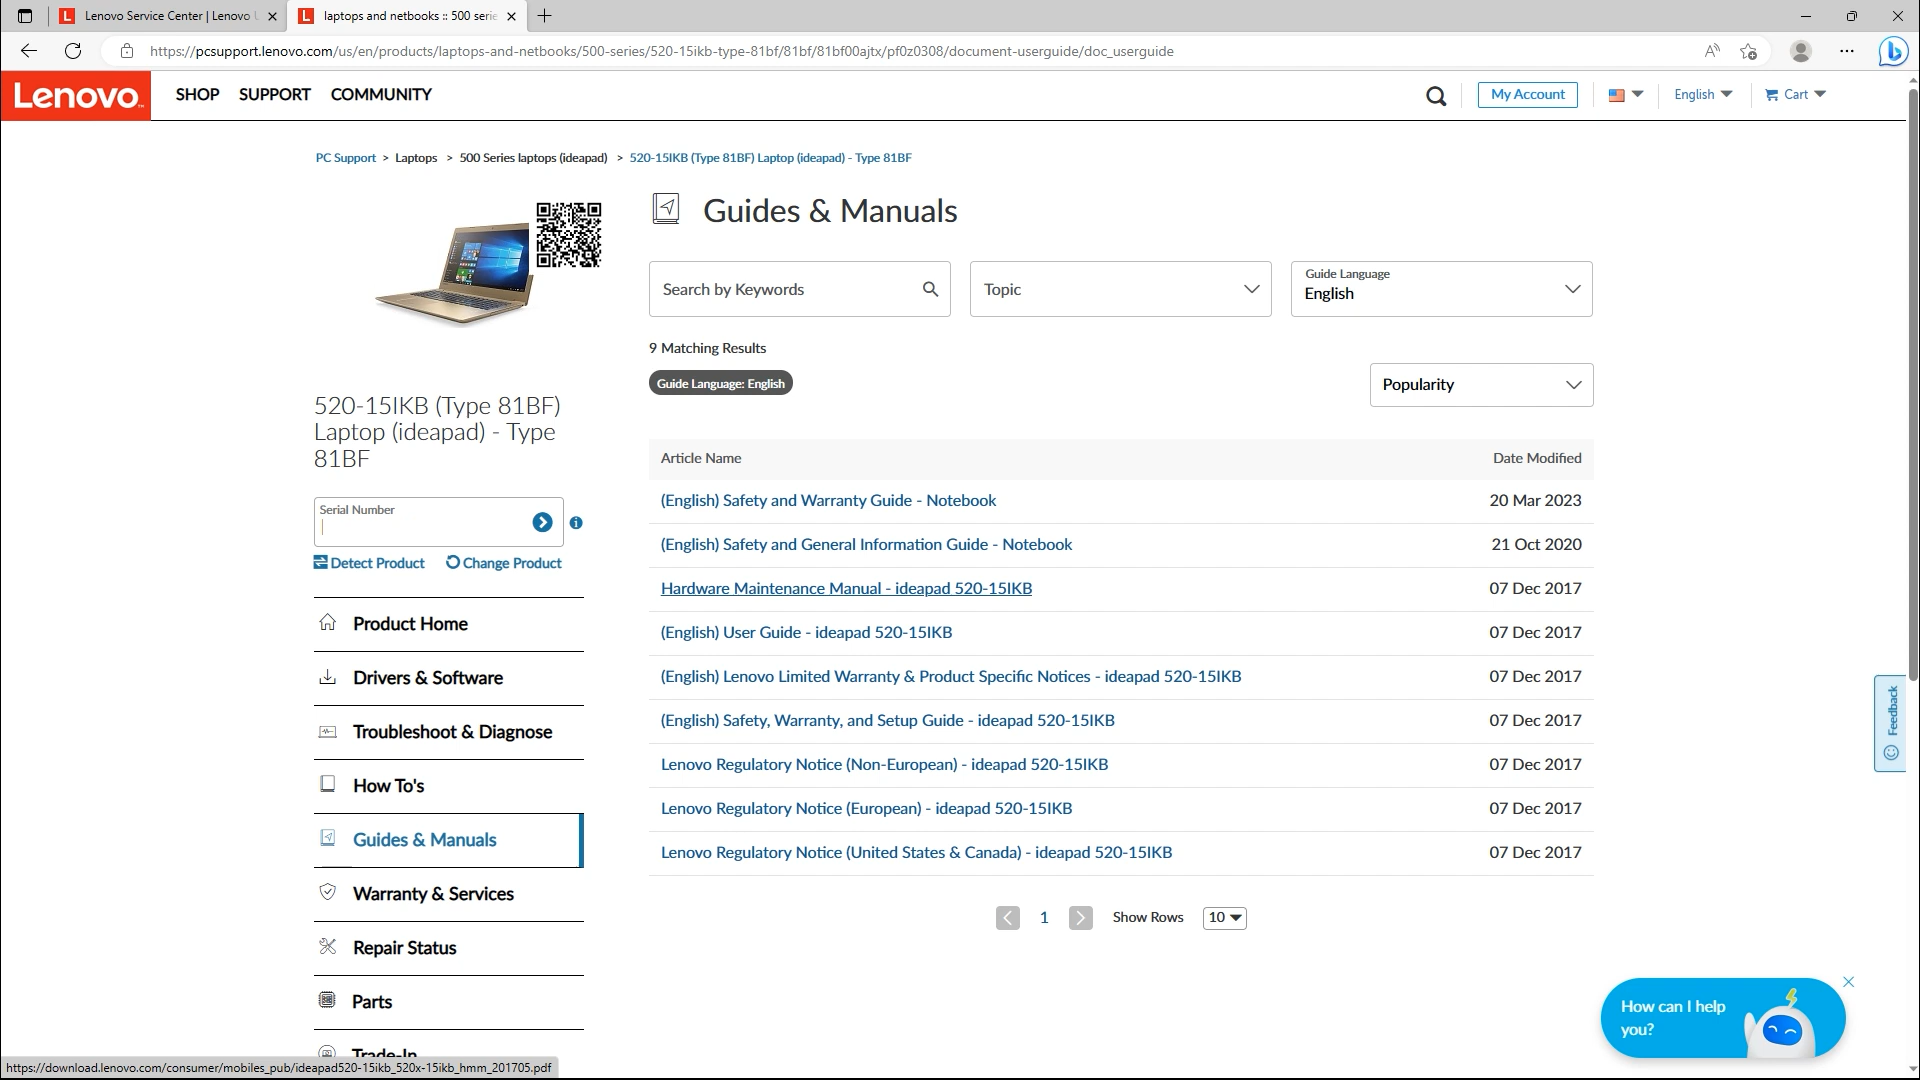 Lenovo Service Center | Lenovo
laptops and netbooks :: 500 serie
https://pcsupport.lenovo.com/us/en/products/laptops-and-netbooks/500-series/520-15ikb-type-81bf/81bf/81bf00ajtx/pf0z0308/document-userguide/doc_userguide
Lenovo
SHOP SUPPORT COMMUNITY
My Account
English
Cart
PC Support > Laptops > 500 Series laptops (ideapad) > 520-15IKB (Type 81BF) Laptop (ideapad) - Type 81BF
Guides & Manuals
Search by Keywords
Topic
Guide Language
English
9 Matching Results
Guide Language: English
Popularity
520-15IKB (Type 81BF)
Laptop (ideapad) - Type
81BF
Serial Number
Detect Product Change Product
Product Home
Drivers & Software
Troubleshoot & Diagnose
How To's
Guides & Manuals
Warranty & Services
Repair Status
Parts
Trade-In
Article Name Date Modified
(English) Safety and Warranty Guide - Notebook 20 Mar 2023
(English) Safety and General Information Guide - Notebook 21 Oct 2020
Hardware Maintenance Manual - ideapad 520-15IKB 07 Dec 2017
(English) User Guide - ideapad 520-15IKB 07 Dec 2017
(English) Lenovo Limited Warranty & Product Specific Notices - ideapad 520-15IKB 07 Dec 2017
(English) Safety, Warranty, and Setup Guide - ideapad 520-15IKB 07 Dec 2017
Lenovo Regulatory Notice (Non-European) - ideapad 520-15IKB 07 Dec 2017
Lenovo Regulatory Notice (European) - ideapad 520-15IKB 07 Dec 2017
Lenovo Regulatory Notice (United States & Canada) - ideapad 520-15IKB 07 Dec 2017
1 Show Rows 10
Feedback
How can I help
you?
https://download.lenovo.com/consumer/mobiles_pub/ideapad520-15ikb_520x-15ikb_hmm_201705.pdf